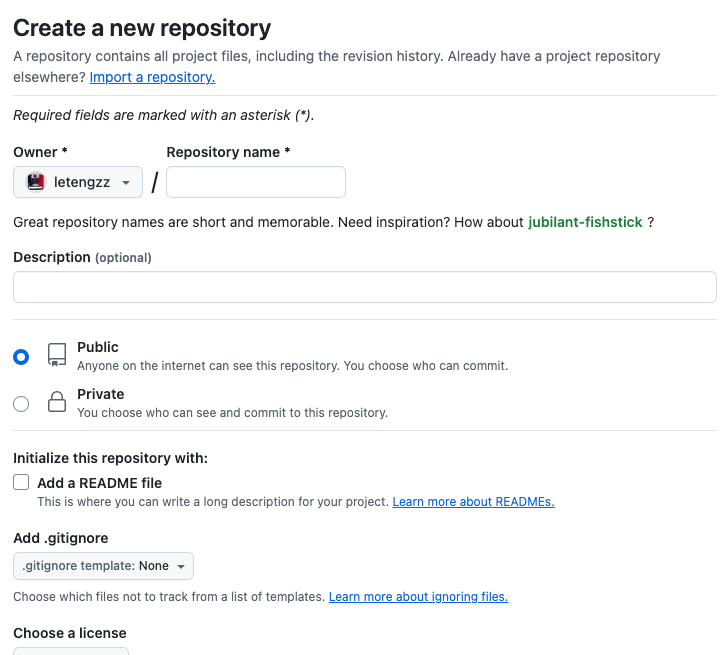 Create a new repository
A repository contains all project files, including the revision history. Already have a project repository
elsewhere? Import a repository.
Required fields are marked with an asterisk (*).
Owner * Repository name *
letengzz /
Great repository names are short and memorable. Need inspiration? How about jubilant-fishstick ?
Description (optional)
Public
Anyone on the internet can see this repository. You choose who can commit.
Private
You choose who can see and commit to this repository.
Initialize this repository with:
Add a README file
This is where you can write a long description for your project. Learn more about READMEs.
Add .gitignore
.gitignore template: None
Choose which files not to track from a list of templates. Learn more about ignoring files.
Choose a license